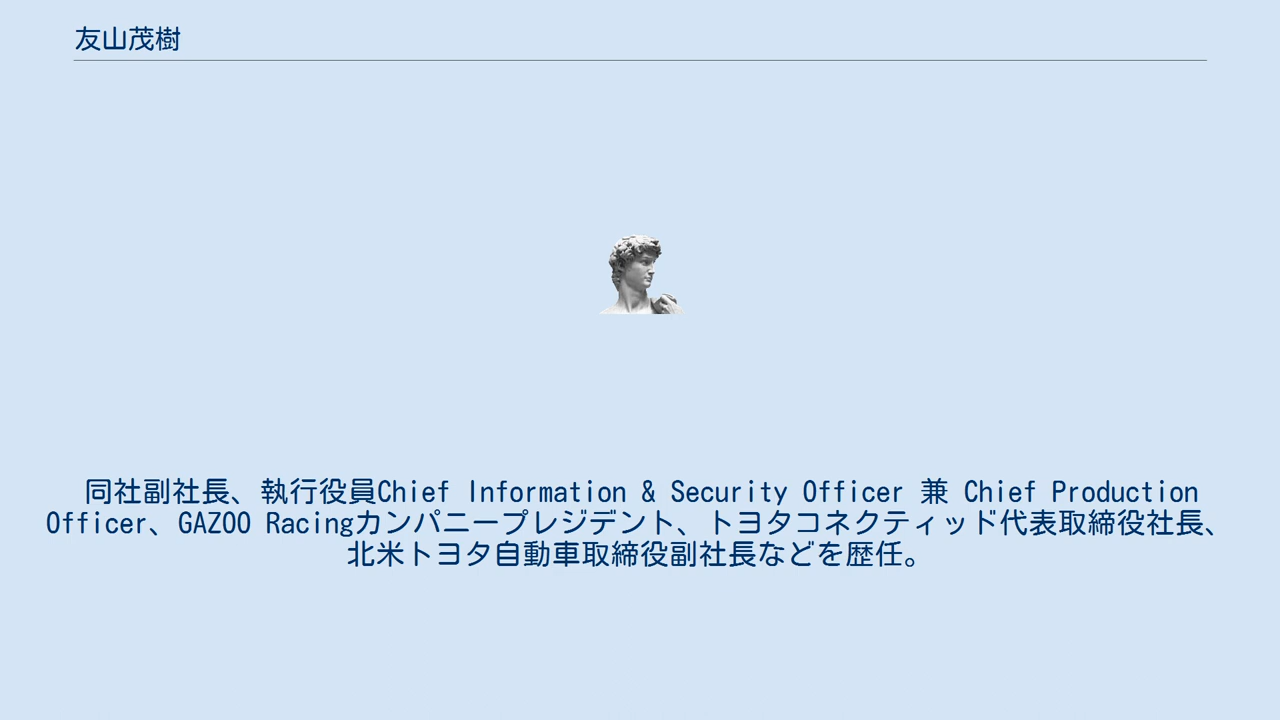 友山茂樹
同社副社長、執行役員Chief Information & Security Officer 兼 Chief Production
Officer、GAZOO Racingカンパニープレジデント、トヨタコネクティッド代表取締役社長、
北米トヨタ自動車取締役副社長などを歴任。